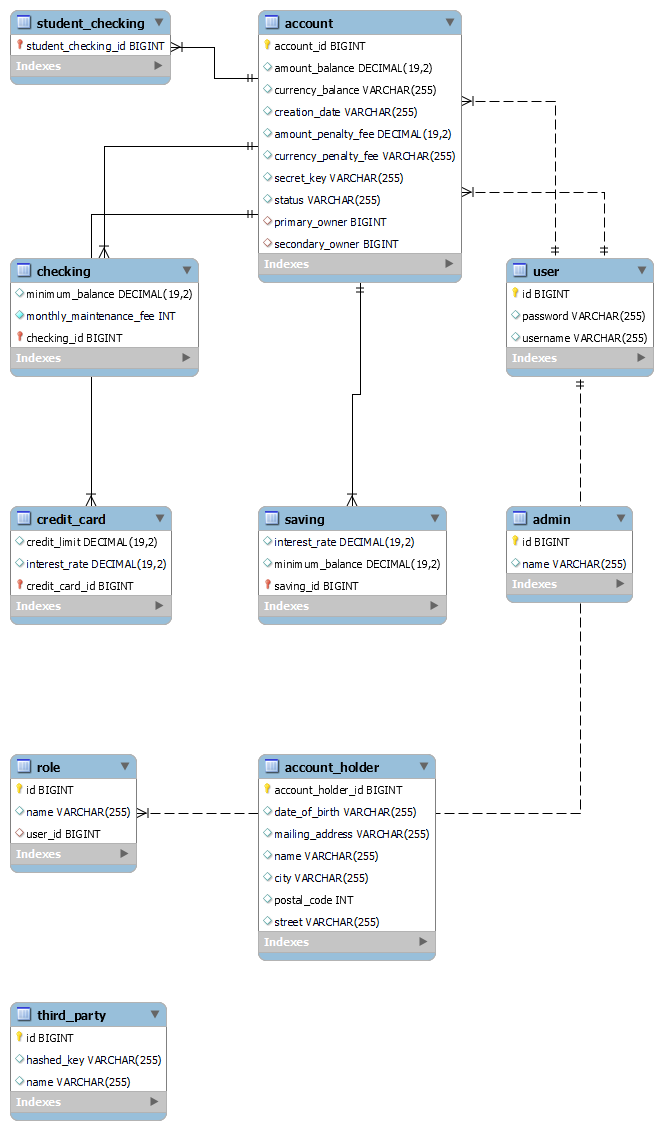 student_checking
student_checking_id BIGINT
Indexes
account
account_id BIGINT
amount_balance DECIMAL(19,2)
currency_balance VARCHAR(255)
creation_date VARCHAR(255)
amount_penalty_fee DECIMAL(19,2)
currency_penalty_fee VARCHAR(255)
secret_key VARCHAR(255)
status VARCHAR(255)
primary_owner BIGINT
secondary_owner BIGINT
Indexes
checking
minimum_balance DECIMAL(19,2)
monthly_maintenance_fee INT
checking_id BIGINT
Indexes
user
id BIGINT
password VARCHAR(255)
username VARCHAR(255)
Indexes
credit_card
credit_limit DECIMAL(19,2)
interest_rate DECIMAL(19,2)
credit_card_id BIGINT
Indexes
saving
interest_rate DECIMAL(19,2)
minimum_balance DECIMAL(19,2)
saving_id BIGINT
Indexes
admin
id BIGINT
name VARCHAR(255)
Indexes
role
id BIGINT
name VARCHAR(255)
user_id BIGINT
Indexes
account_holder
account_holder_id BIGINT
date_of_birth VARCHAR(255)
mailing_address VARCHAR(255)
name VARCHAR(255)
city VARCHAR(255)
postal_code INT
street VARCHAR(255)
Indexes
third_party
id BIGINT
hashed_key VARCHAR(255)
name VARCHAR(255)
Indexes